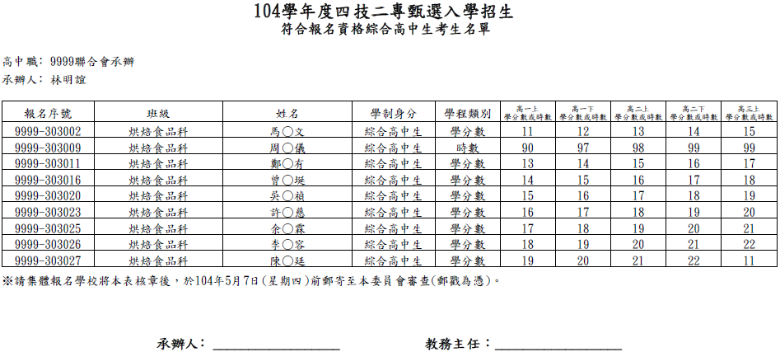 104學年度四技二專甄選入學招生
符合報名資格綜合高中生考生名單
高中職: 9999聯合會承辦
承辦人: 林明誼
報名序號 班級 姓名 學制身分 學程類別 高一上學分數或時數 高一下學分數或時數 高二上學分數或時數 高二下學分數或時數 高三上學分數或時數
9999-303002 烘焙食品科 馬〇文 綜合高中生 學分數 11 12 13 14 15
9999-303009 烘焙食品科 周〇儀 綜合高中生 時數 90 97 98 99 99
9999-303011 烘焙食品科 鄭〇有 綜合高中生 學分數 13 14 15 16 17
9999-303016 烘焙食品科 曾〇珽 綜合高中生 學分數 14 15 16 17 18
9999-303020 烘焙食品科 吳〇禎 綜合高中生 學分數 15 16 17 18 19
9999-303023 烘焙食品科 許〇慈 綜合高中生 學分數 16 17 18 19 20
9999-303025 烘焙食品科 余〇霖 綜合高中生 學分數 17 18 19 20 21
9999-303026 烘焙食品科 李〇容 綜合高中生 學分數 18 19 20 21 22
9999-303027 烘焙食品科 陳〇廷 綜合高中生 學分數 19 20 21 22 11
※請集體報名學校將本表核章後，於104年5月7日(星期四)前郵寄至本委員會審查(郵戳為憑)。
承辦人: ____________________ 教務主任: ____________________